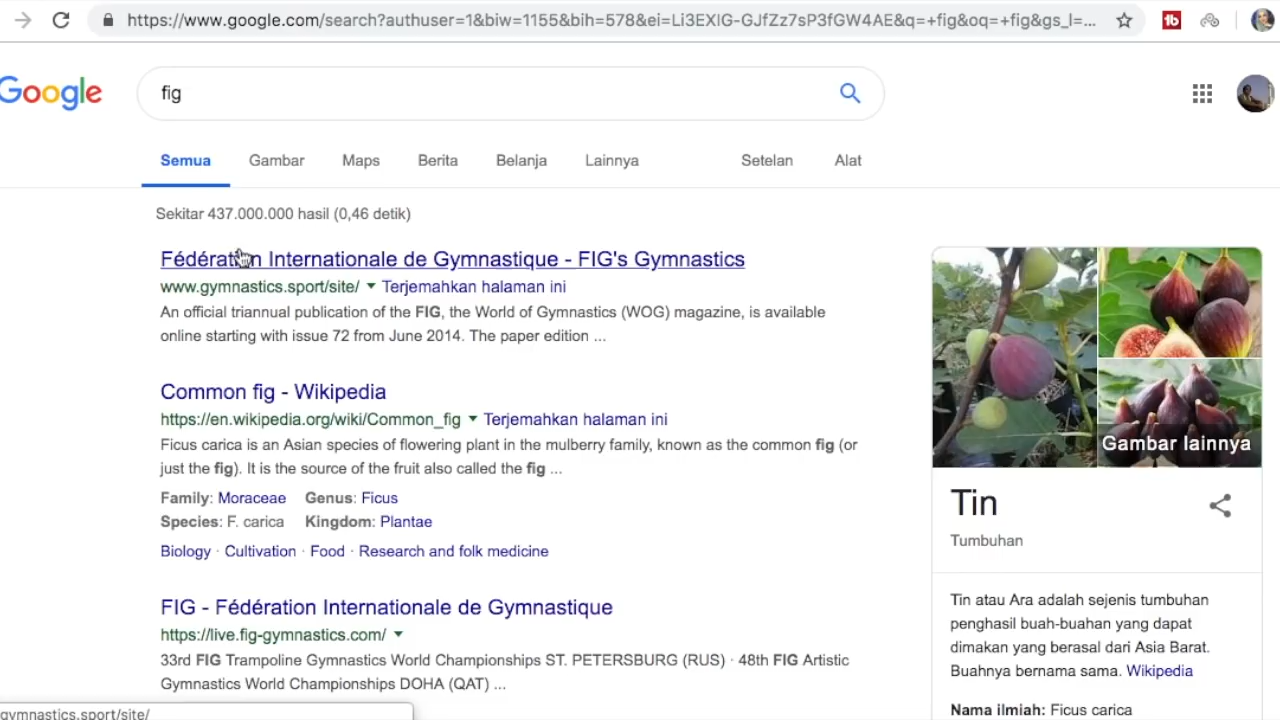 https://www.google.com/search?authuser=1&biw=1155&bih=578&ei=Li3EXIG-GJfZz7sP3fGW4AE&q=+fig&oq=+fig&gs_l=...
Google
fig
Semua Gambar Maps Berita Belanja Lainnya Setelan Alat
Sekitar 437.000.000 hasil (0,46 detik)
Fédération Internationale de Gymnastique - FIG's Gymnastics
www.gymnastics.sport/site/ Terjemahkan halaman ini
An official triannual publication of the FIG, the World of Gymnastics (WOG) magazine, is available
online starting with issue 72 from June 2014. The paper edition ...
Common fig - Wikipedia
https://en.wikipedia.org/wiki/Common_fig Terjemahkan halaman ini
Ficus carica is an Asian species of flowering plant in the mulberry family, known as the common fig (or
just the fig). It is the source of the fruit also called the fig ...
Family: Moraceae Genus: Ficus
Species: F. carica Kingdom: Plantae
Biology · Cultivation · Food · Research and folk medicine
FIG - Fédération Internationale de Gymnastique
https://live.fig-gymnastics.com/
33rd FIG Trampoline Gymnastics World Championships ST. PETERSBURG (RUS) · 48th FIG Artistic
Gymnastics World Championships DOHA (QAT) ...
gymnastics.sport/site/
Gambar lainnya
Tin
Tumbuhan
Tin atau Ara adalah sejenis tumbuhan
penghasil buah-buahan yang dapat
dimakan yang berasal dari Asia Barat.
Buahnya bernama sama. Wikipedia
Nama ilmiah: Ficus carica